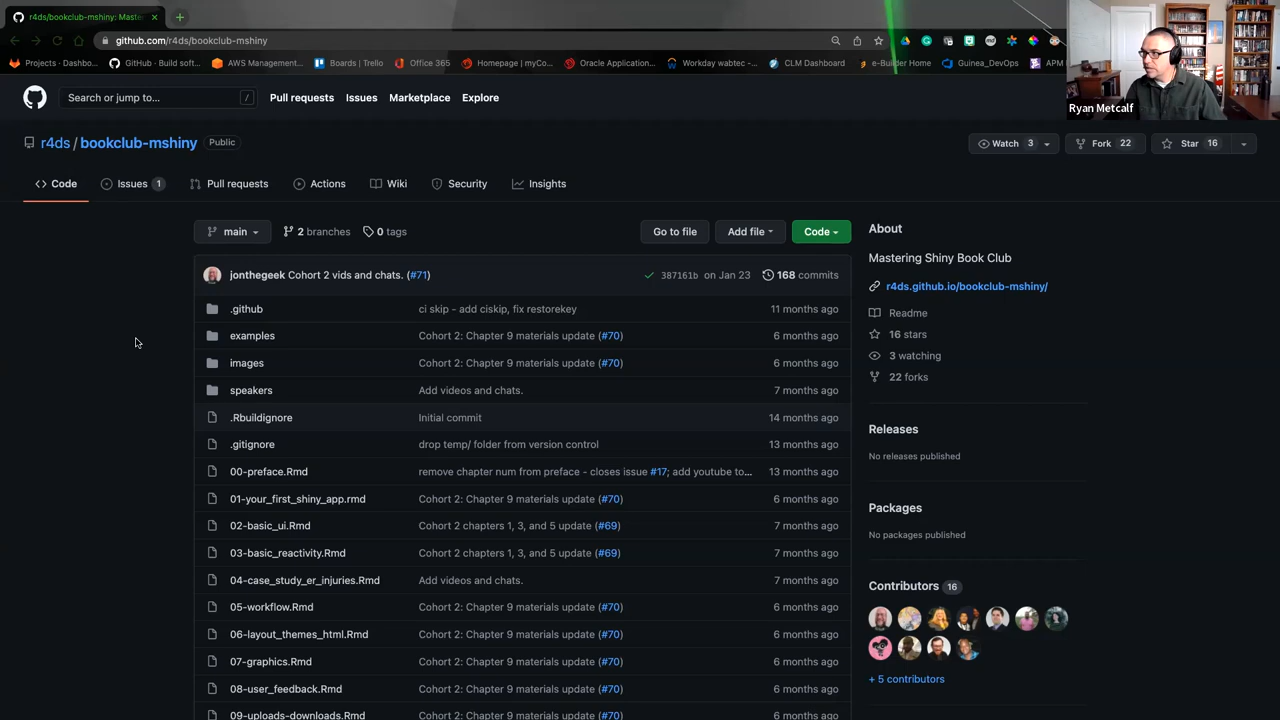 r4ds/bookclub-mshiny: Maste
github.com/r4ds/bookclub-mshiny
Projects - Dashbo...
GitHub · Build soft...
AWS Management...
Boards | Trello
Office 365
Homepage | myCo...
Oracle Application...
Workday wabtec -...
CLM Dashboard
e-Builder Home
Guinea_DevOps
APM
Ryan Metcalf
Search or jump to...
/
Pull requests
Issues
Marketplace
Explore
r4ds / bookclub-mshiny
Public
Watch 3
Fork 22
Star 16
Code
Issues 1
Pull requests
Actions
Wiki
Security
Insights
main
2 branches
0 tags
Go to file
Add file
Code
jonthegeek Cohort 2 vids and chats. (#71)
387161b on Jan 23
168 commits
.github
ci skip - add ciskip, fix restorekey
11 months ago
examples
Cohort 2: Chapter 9 materials update (#70)
6 months ago
images
Cohort 2: Chapter 9 materials update (#70)
6 months ago
speakers
Add videos and chats.
7 months ago
.Rbuildignore
Initial commit
14 months ago
.gitignore
drop temp/ folder from version control
13 months ago
00-preface.Rmd
remove chapter num from preface - closes issue #17; add youtube to...
13 months ago
01-your_first_shiny_app.rmd
Cohort 2: Chapter 9 materials update (#70)
6 months ago
02-basic_ui.Rmd
Cohort 2 chapters 1, 3, and 5 update (#69)
7 months ago
03-basic_reactivity.Rmd
Cohort 2 chapters 1, 3, and 5 update (#69)
7 months ago
04-case_study_er_injuries.Rmd
Add videos and chats.
7 months ago
05-workflow.Rmd
Cohort 2: Chapter 9 materials update (#70)
6 months ago
06-layout_themes_html.Rmd
Cohort 2: Chapter 9 materials update (#70)
6 months ago
07-graphics.Rmd
Cohort 2: Chapter 9 materials update (#70)
6 months ago
08-user_feedback.Rmd
Cohort 2: Chapter 9 materials update (#70)
6 months ago
09-uploads-downloads.Rmd
Cohort 2: Chapter 9 materials update (#70)
6 months ago
About
Mastering Shiny Book Club
r4ds.github.io/bookclub-mshiny/
Readme
16 stars
3 watching
22 forks
Releases
No releases published
Packages
No packages published
Contributors 16
+ 5 contributors